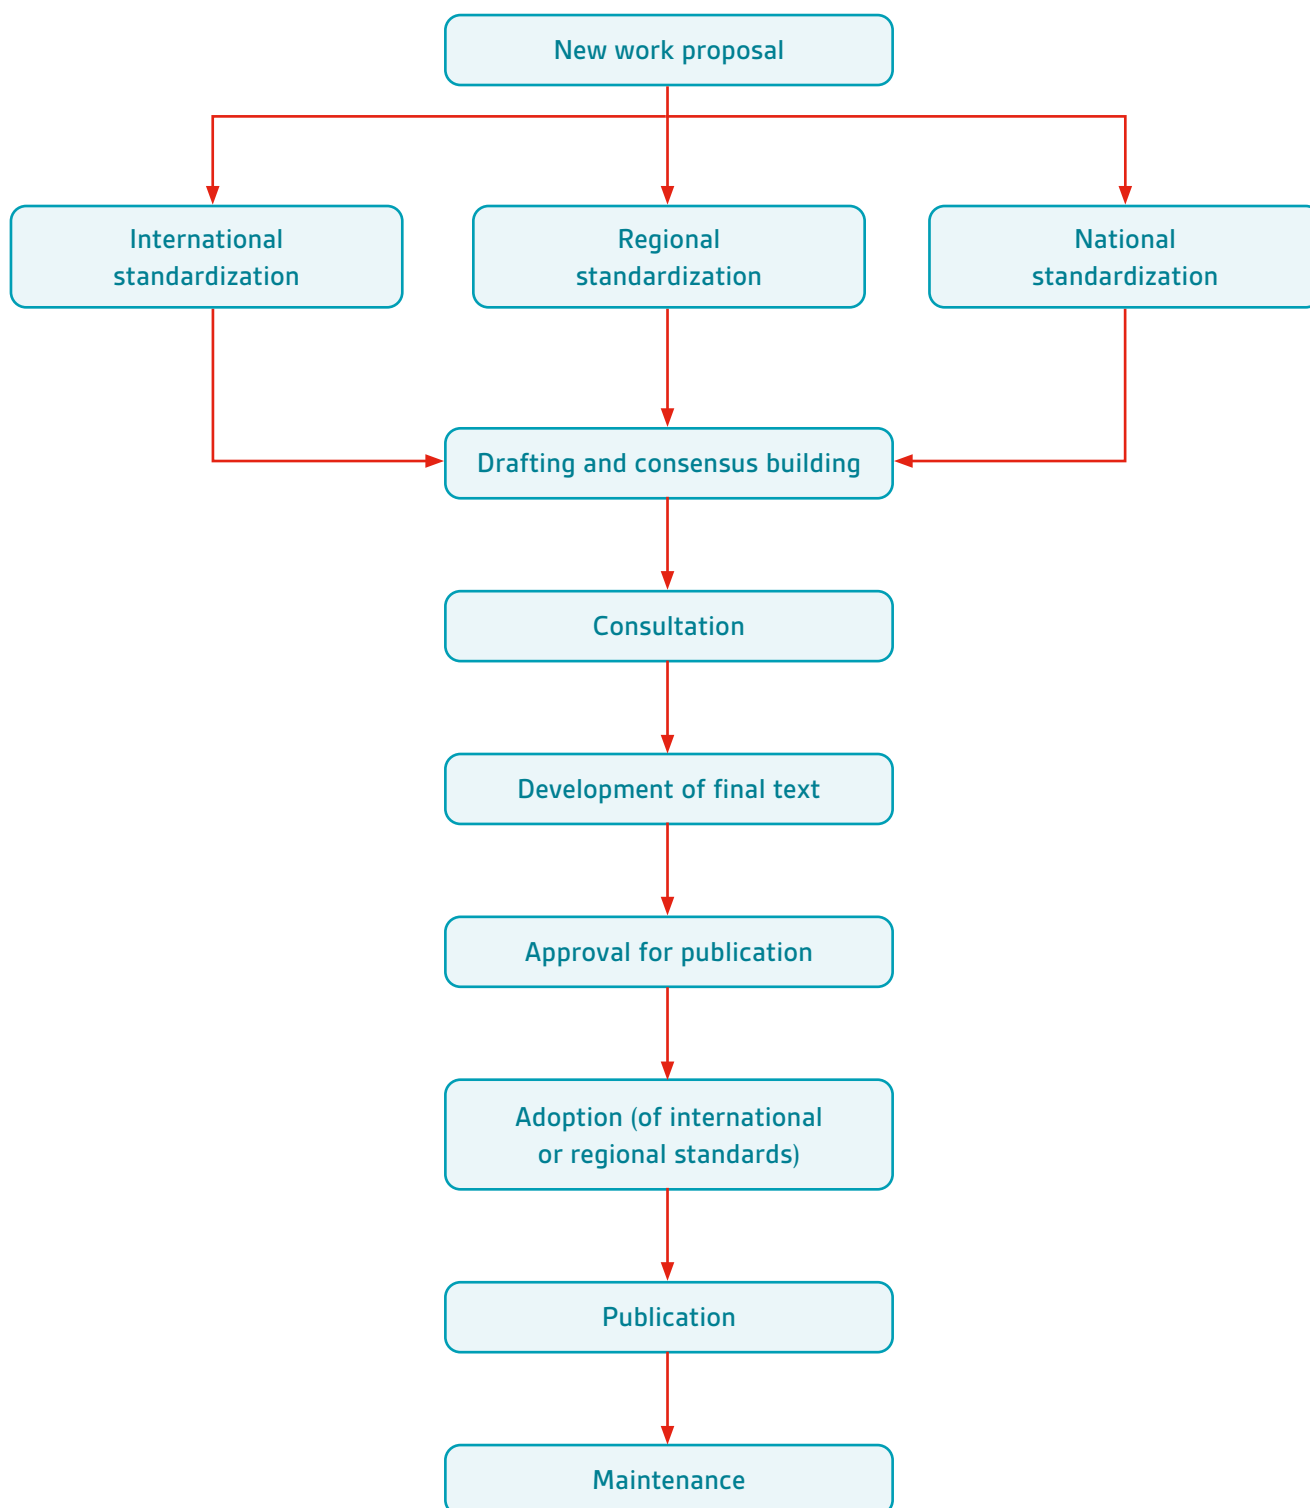 New work proposal
International
standardization
Regional
standardization
National
standardization
Drafting and consensus building
Consultation
Development of final text
Approval for publication
Adoption (of international
or regional standards)
Publication
Maintenance